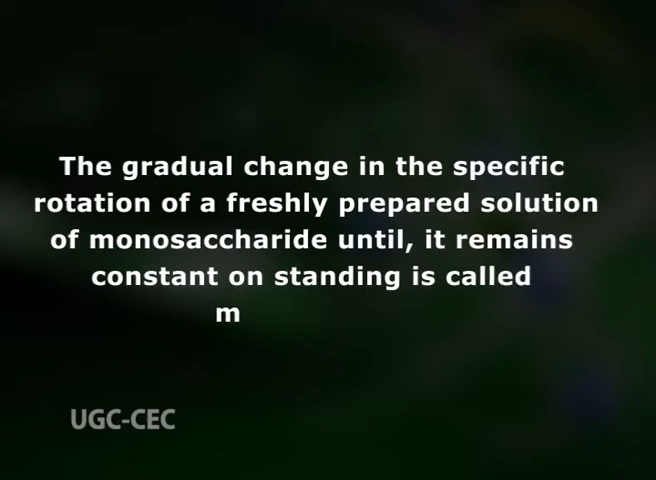 The gradual change in the specific
rotation of a freshly prepared solution
of monosaccharide until, it remains
constant on standing is called
m
UGC-CEC